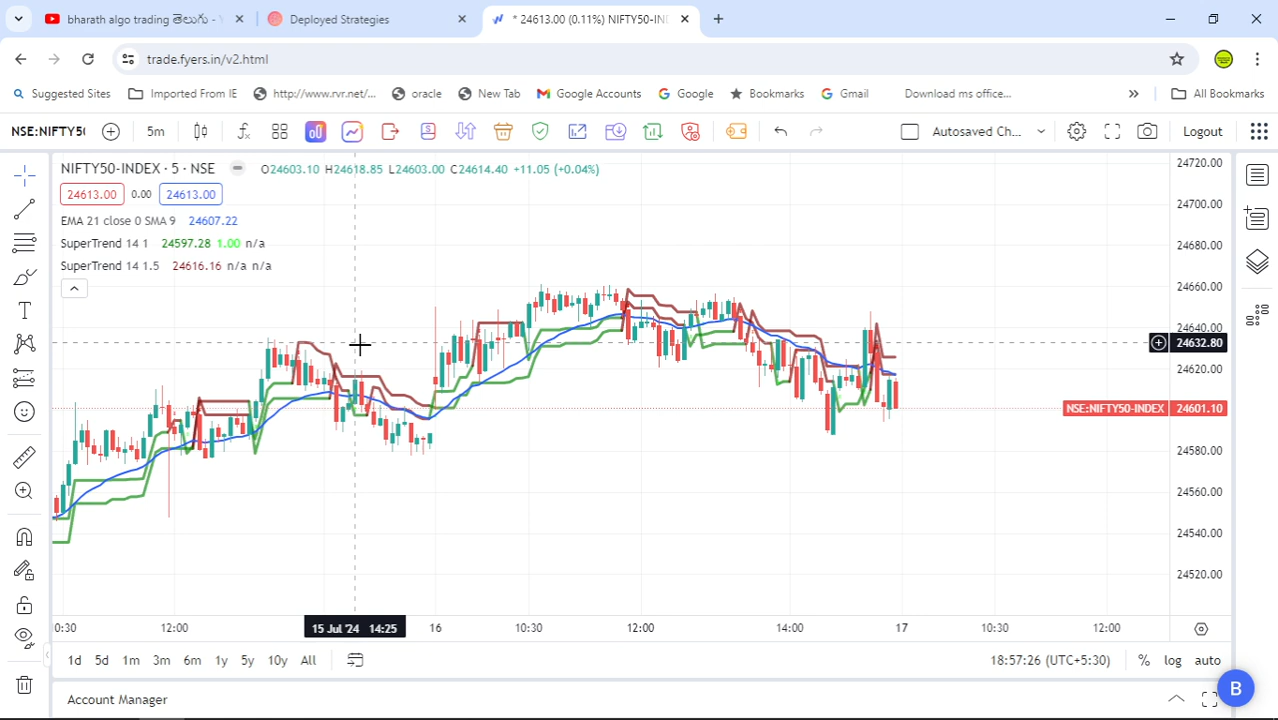 bharath algo trading తెలుగు - Y
Deployed Strategies
* 24613.00 (0.11%) NIFTY50-IND
trade.fyers.in/v2.html
Suggested Sites
Imported From IE
http://www.rvr.net/...
oracle
New Tab
Google Accounts
Google
Bookmarks
Gmail
Download ms office...
»
All Bookmarks
NSE:NIFTY50
5m
Autosaved Ch...
Logout
NIFTY50-INDEX · 5 · NSE
O24603.10 H24618.85 L24603.00 C24614.40 +11.05 (+0.04%)
24613.00 0.00 24613.00
EMA 21 close 0 SMA 9 24607.22
SuperTrend 14 1 24597.28 1.00 n/a
SuperTrend 14 1.5 24616.16 n/a n/a
24720.00
24700.00
24680.00
24660.00
24640.00
24632.80
24620.00
NSE:NIFTY50-INDEX 24601.10
24580.00
24560.00
24540.00
24520.00
0:30 12:00 15 Jul '24 14:25 16 10:30 12:00 14:00 17 10:30 12:00
1d 5d 1m 3m 6m 1y 5y 10y All
18:57:26 (UTC+5:30) % log auto
Account Manager
B